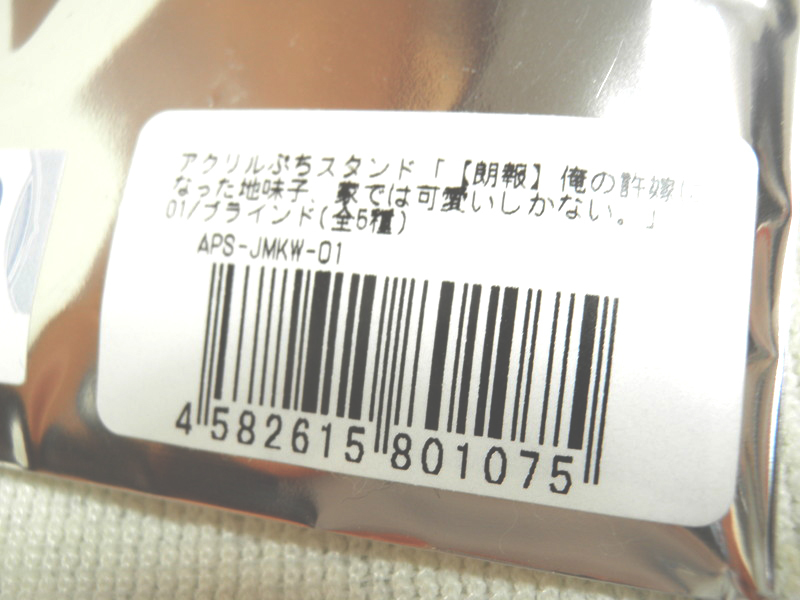 アクリルぷちスタンド「【朗報】俺の許嫁に
なった地味子、家では可愛いしかない。」
01/ブラインド(全5種)
APS-JMKW-01
4 582615 801075